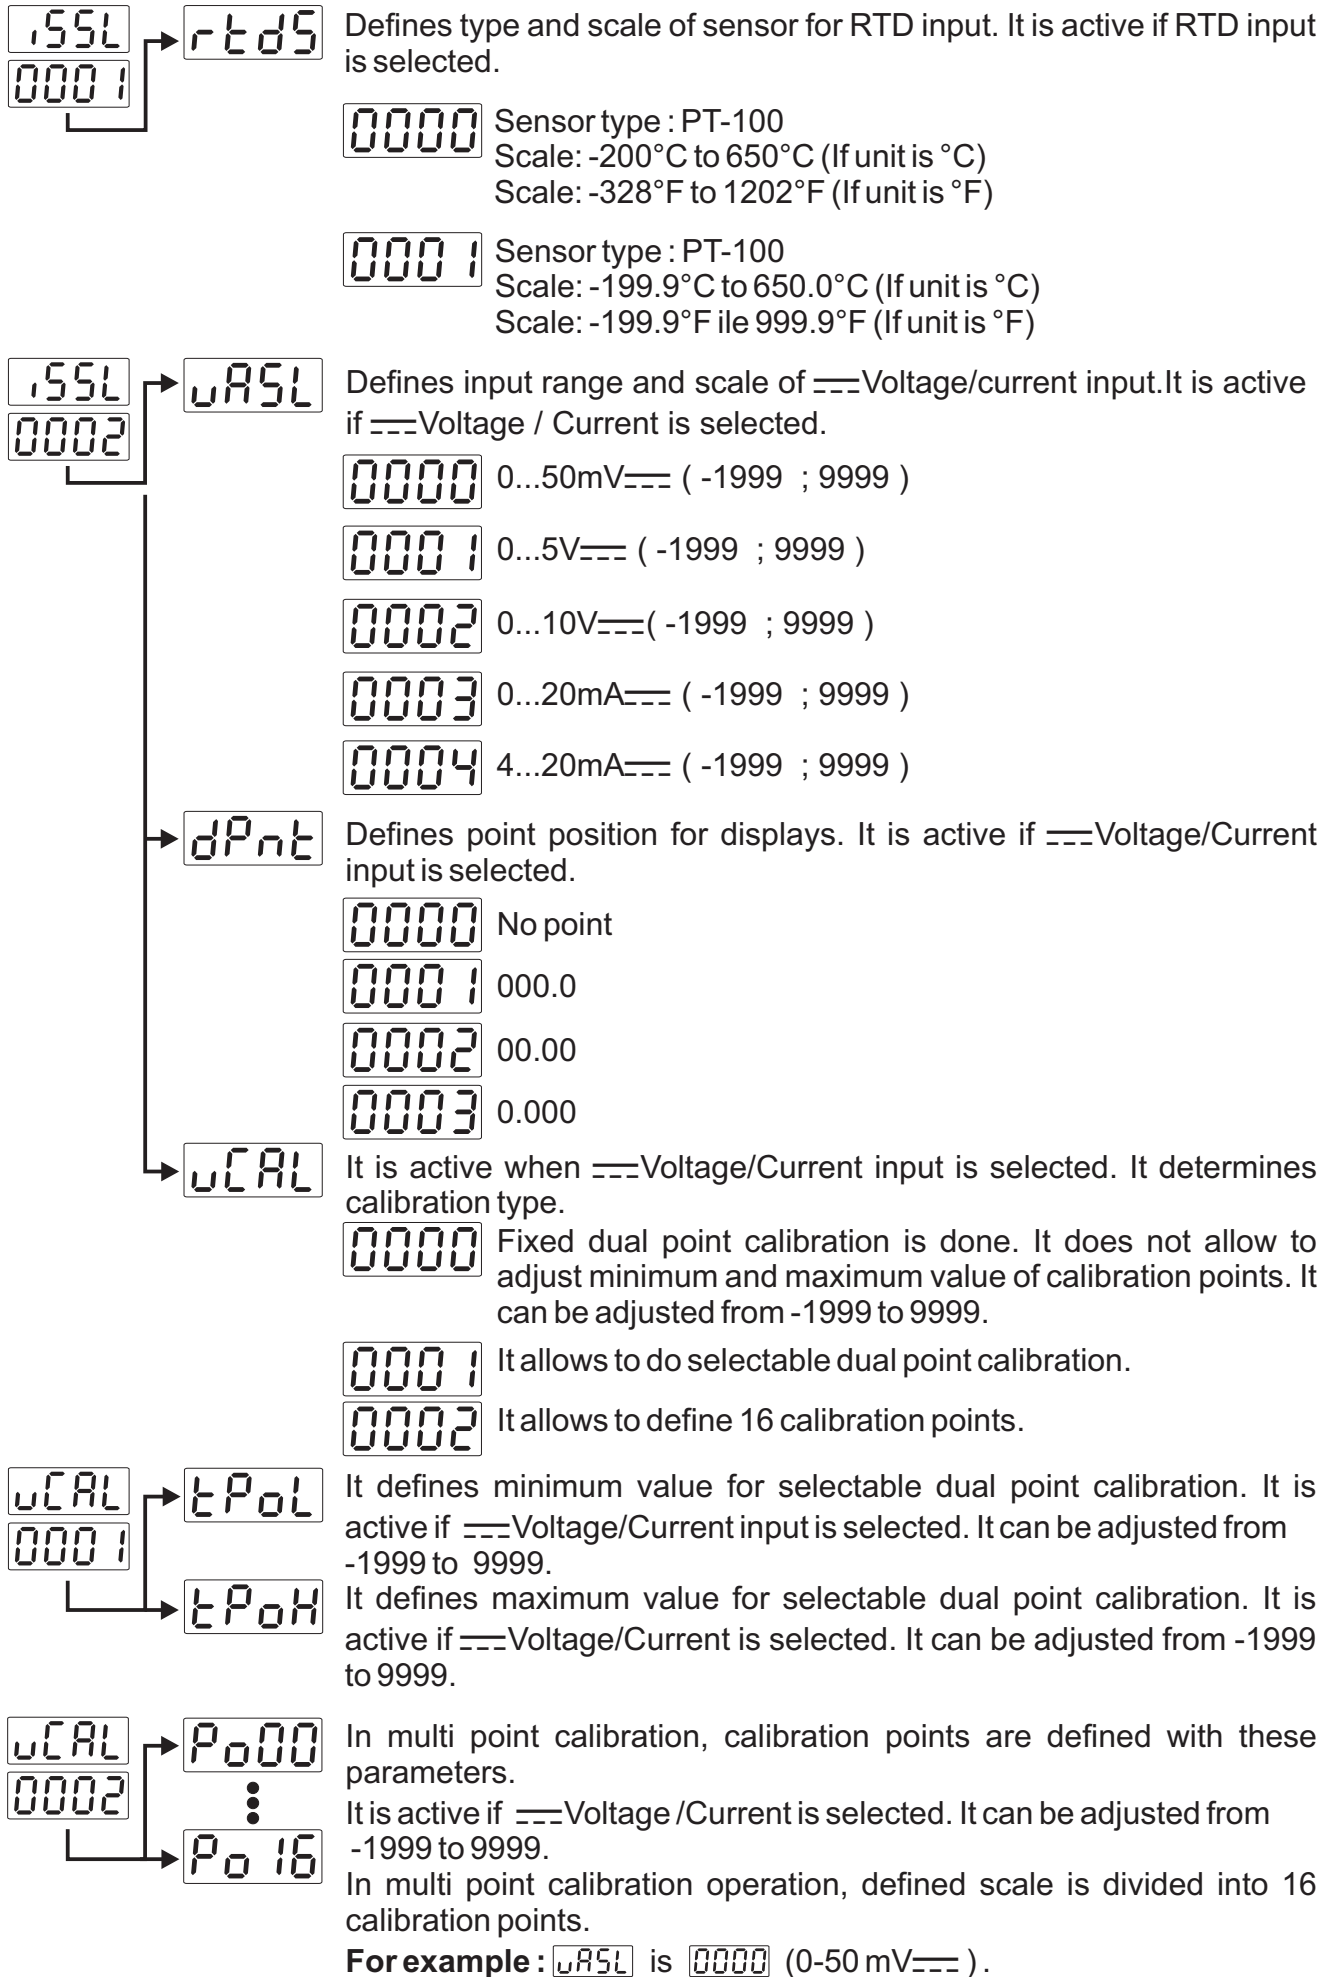 iSSL
0001
rtdS
Defines type and scale of sensor for RTD input. It is active if RTD input
is selected.
0000
Sensor type : PT-100
Scale: -200°C to 650°C (If unit is °C)
Scale: -328°F to 1202°F (If unit is °F)
0001
Sensor type : PT-100
Scale: -199.9°C to 650.0°C (If unit is °C)
Scale: -199.9°F ile 999.9°F (If unit is °F)
iSSL
0002
uASL
Defines input range and scale of ⎓Voltage/current input.It is active
if ⎓Voltage / Current is selected.
0000 0...50mV⎓ ( -1999 ; 9999 )
0001 0...5V⎓ ( -1999 ; 9999 )
0002 0...10V⎓( -1999 ; 9999 )
0003 0...20mA⎓ ( -1999 ; 9999 )
0004 4...20mA⎓ ( -1999 ; 9999 )
dPnt
Defines point position for displays. It is active if ⎓Voltage/Current
input is selected.
0000 No point
0001 000.0
0002 00.00
0003 0.000
uCAL
It is active when ⎓Voltage/Current input is selected. It determines
calibration type.
0000 Fixed dual point calibration is done. It does not allow to
adjust minimum and maximum value of calibration points. It
can be adjusted from -1999 to 9999.
0001 It allows to do selectable dual point calibration.
0002 It allows to define 16 calibration points.
uCAL
0001
tPoL
It defines minimum value for selectable dual point calibration. It is
active if ⎓Voltage/Current input is selected. It can be adjusted from
-1999 to 9999.
tPoH
It defines maximum value for selectable dual point calibration. It is
active if ⎓Voltage/Current is selected. It can be adjusted from -1999
to 9999.
uCAL
0002
Po00
Po16
In multi point calibration, calibration points are defined with these
parameters.
It is active if ⎓Voltage /Current is selected. It can be adjusted from
-1999 to 9999.
In multi point calibration operation, defined scale is divided into 16
calibration points.
For example : uASL is 0000 (0-50 mV⎓ ) .